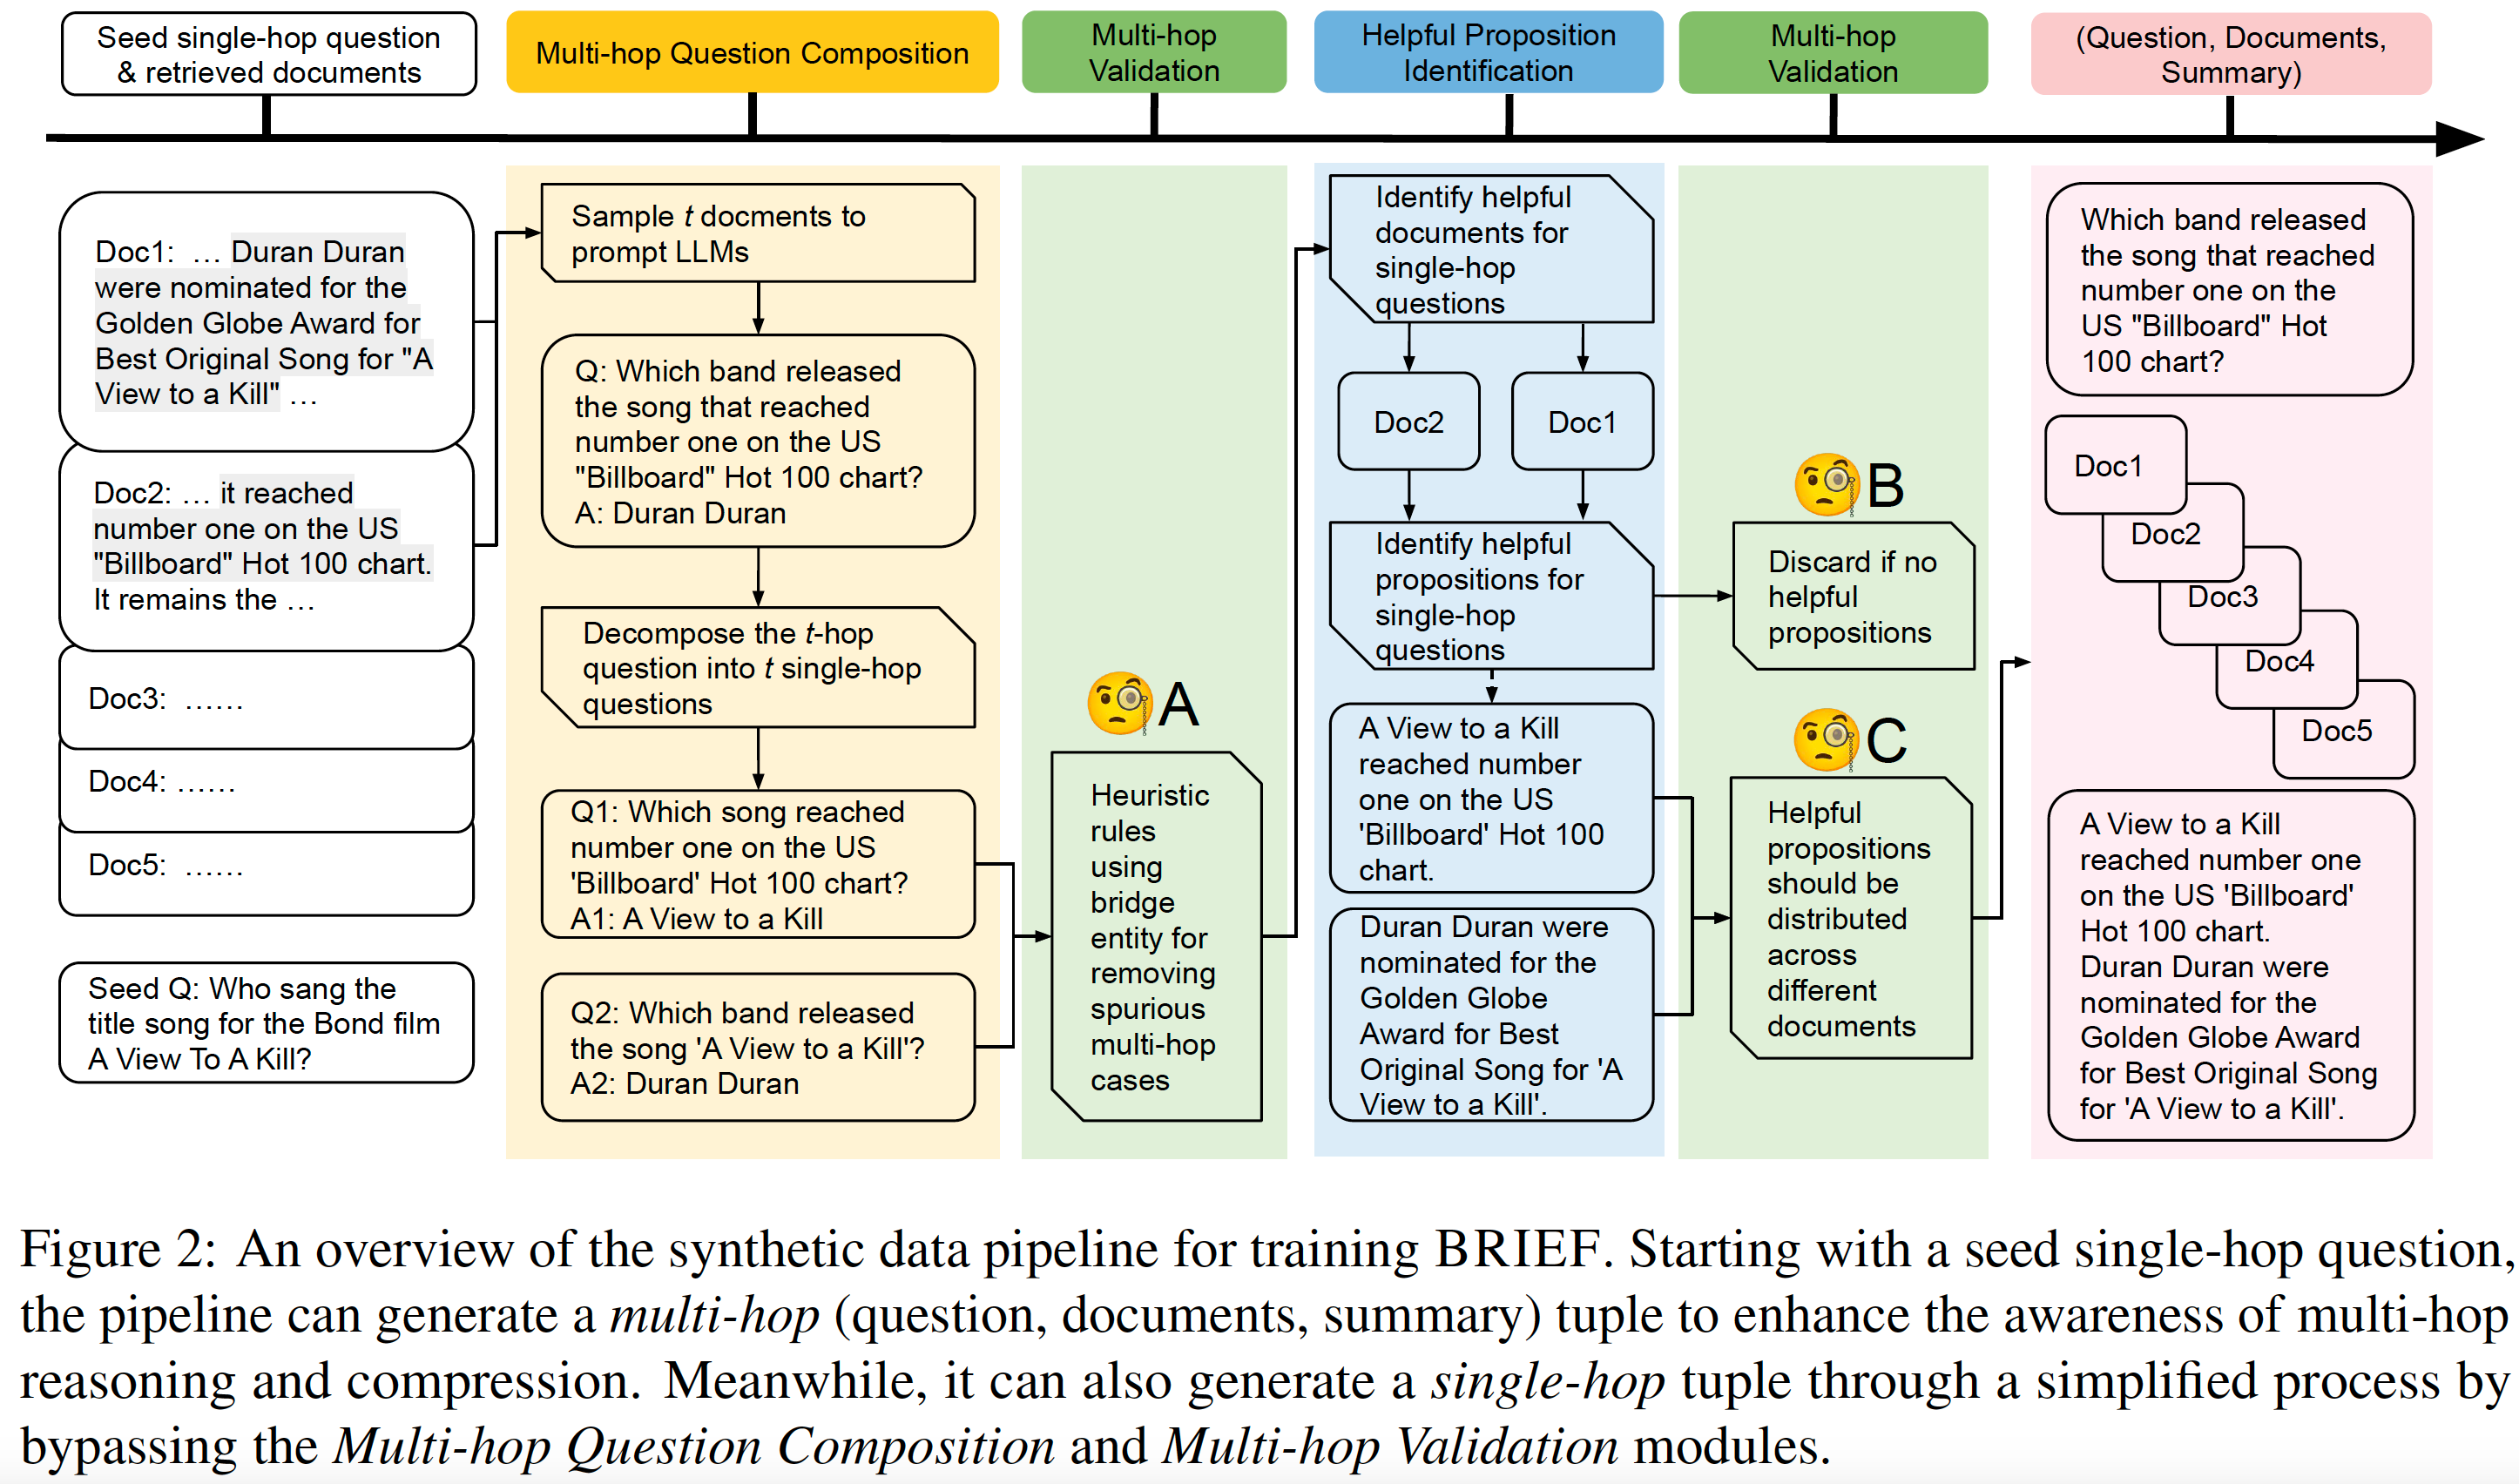 Seed single-hop question
& retrieved documents
Multi-hop Question Composition
Multi-hop
Validation
Helpful Proposition
Identification
Multi-hop
Validation
(Question, Documents,
Summary)
Doc1: … Duran Duran
were nominated for the
Golden Globe Award for
Best Original Song for "A
View to a Kill" …
Doc2: … it reached
number one on the US
"Billboard" Hot 100 chart.
It remains the …
Doc3: ……
Doc4: ……
Doc5: ……
Seed Q: Who sang the
title song for the Bond film
A View To A Kill?
Sample t docments to
prompt LLMs
Q: Which band released
the song that reached
number one on the US
"Billboard" Hot 100 chart?
A: Duran Duran
Decompose the t-hop
question into t single-hop
questions
Q1: Which song reached
number one on the US
'Billboard' Hot 100 chart?
A1: A View to a Kill
Q2: Which band released
the song 'A View to a Kill'?
A2: Duran Duran
A
Heuristic
rules
using
bridge
entity for
removing
spurious
multi-hop
cases
Identify helpful
documents for
single-hop
questions
Doc2
Doc1
Identify helpful
propositions for
single-hop
questions
A View to a Kill
reached number
one on the US
'Billboard' Hot 100
chart.
Duran Duran were
nominated for the
Golden Globe
Award for Best
Original Song for 'A
View to a Kill'.
B
Discard if no
helpful
propositions
C
Helpful
propositions
should be
distributed
across
different
documents
Which band released
the song that reached
number one on the
US "Billboard" Hot
100 chart?
Doc1
Doc2
Doc3
Doc4
Doc5
A View to a Kill
reached number one
on the US 'Billboard'
Hot 100 chart.
Duran Duran were
nominated for the
Golden Globe Award
for Best Original Song
for 'A View to a Kill'.
Figure 2: An overview of the synthetic data pipeline for training BRIEF. Starting with a seed single-hop question,
the pipeline can generate a multi-hop (question, documents, summary) tuple to enhance the awareness of multi-hop
reasoning and compression. Meanwhile, it can also generate a single-hop tuple through a simplified process by
bypassing the Multi-hop Question Composition and Multi-hop Validation modules.